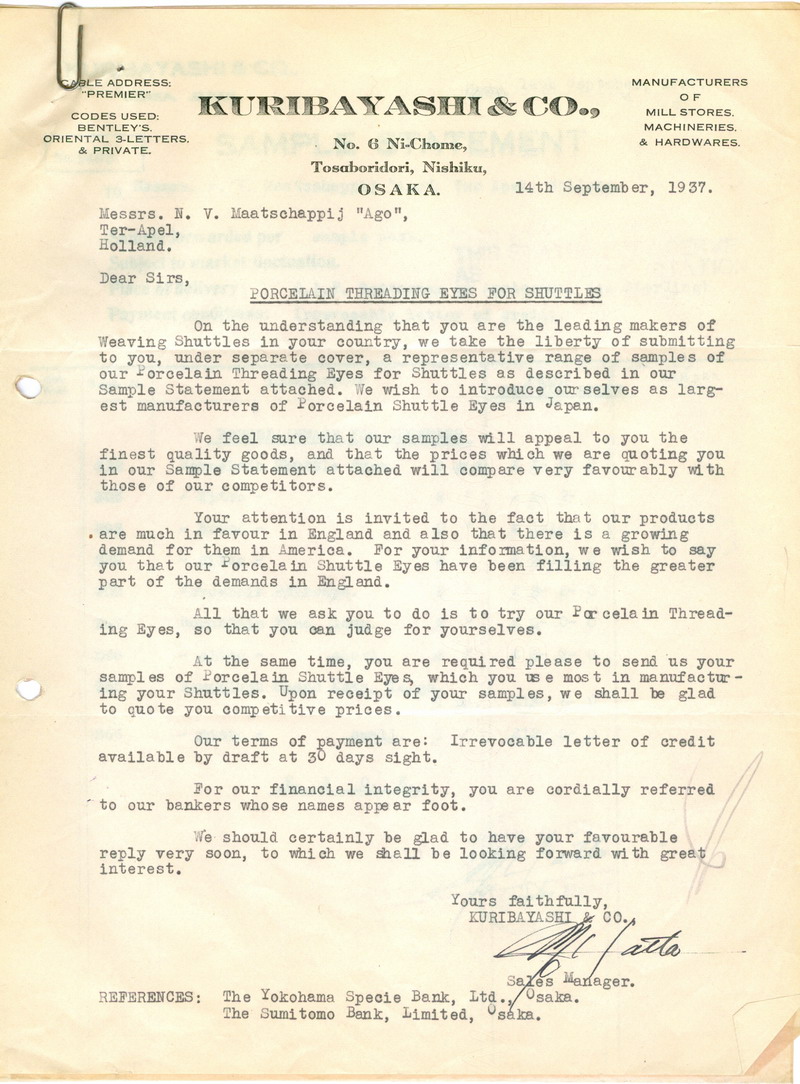 CABLE ADDRESS:
"PREMIER"
CODES USED:
BENTLEY'S.
ORIENTAL 3-LETTERS.
& PRIVATE.
KURIBAYASHI & CO.,
No. 6 Ni-Chome,
Tosaboridori, Nishiku,
OSAKA.
MANUFACTURERS
OF
MILL STORES.
MACHINERIES.
& HARDWARES.
14th September, 1937.
Messrs. N. V. Maatschappij "Ago",
Ter-Apel,
Holland.
Dear Sirs,
PORCELAIN THREADING EYES FOR SHUTTLES
On the understanding that you are the leading makers of
Weaving Shuttles in your country, we take the liberty of submitting
to you, under separate cover, a representative range of samples of
our Porcelain Threading Eyes for Shuttles as described in our
Sample Statement attached. We wish to introduce ourselves as larg-
est manufacturers of Porcelain Shuttle Eyes in Japan.
We feel sure that our samples will appeal to you the
finest quality goods, and that the prices which we are quoting you
in our Sample Statement attached will compare very favourably with
those of our competitors.
Your attention is invited to the fact that our products
are much in favour in England and also that there is a growing
demand for them in America. For your information, we wish to say
you that our Porcelain Shuttle Eyes have been filling the greater
part of the demands in England.
All that we ask you to do is to try our Porcelain Thread-
ing Eyes, so that you can judge for yourselves.
At the same time, you are required please to send us your
samples of Porcelain Shuttle Eyes, which you use most in manufactur-
ing your Shuttles. Upon receipt of your samples, we shall be glad
to quote you competitive prices.
Our terms of payment are: Irrevocable letter of credit
available by draft at 30 days sight.
For our financial integrity, you are cordially referred
to our bankers whose names appear foot.
We should certainly be glad to have your favourable
reply very soon, to which we shall be looking forward with great
interest.
Yours faithfully,
KURIBAYASHI & CO.,
Sales Manager.
REFERENCES: The Yokohama Specie Bank, Ltd., Osaka.
The Sumitomo Bank, Limited, Osaka.